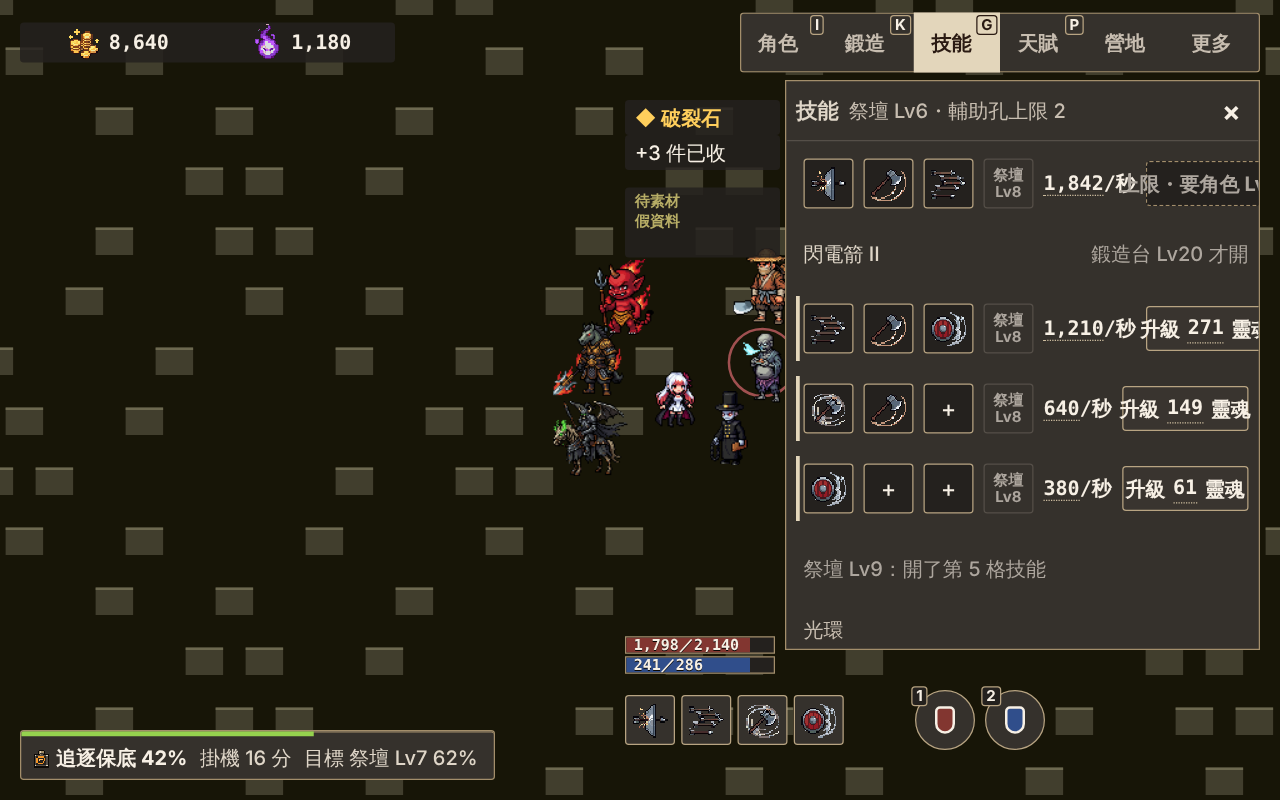 8,640
1,180
角色 I
鍛造 K
技能 G
天賦 P
營地
更多
破裂石
+3 件已收
待素材
假資料
技能 祭壇 Lv6・輔助孔上限 2 ×
祭壇 Lv8
1,842/秒
上限・要角色 Lv
閃電箭 II
鍛造台 Lv20 才開
祭壇 Lv8
1,210/秒
升級 271 靈魂
+
祭壇 Lv8
640/秒
升級 149 靈魂
+
+
祭壇 Lv8
380/秒
升級 61 靈魂
祭壇 Lv9：開了第 5 格技能
光環
1,798／2,140
241／286
1
2
追逐保底 42% 掛機 16 分 目標 祭壇 Lv7 62%